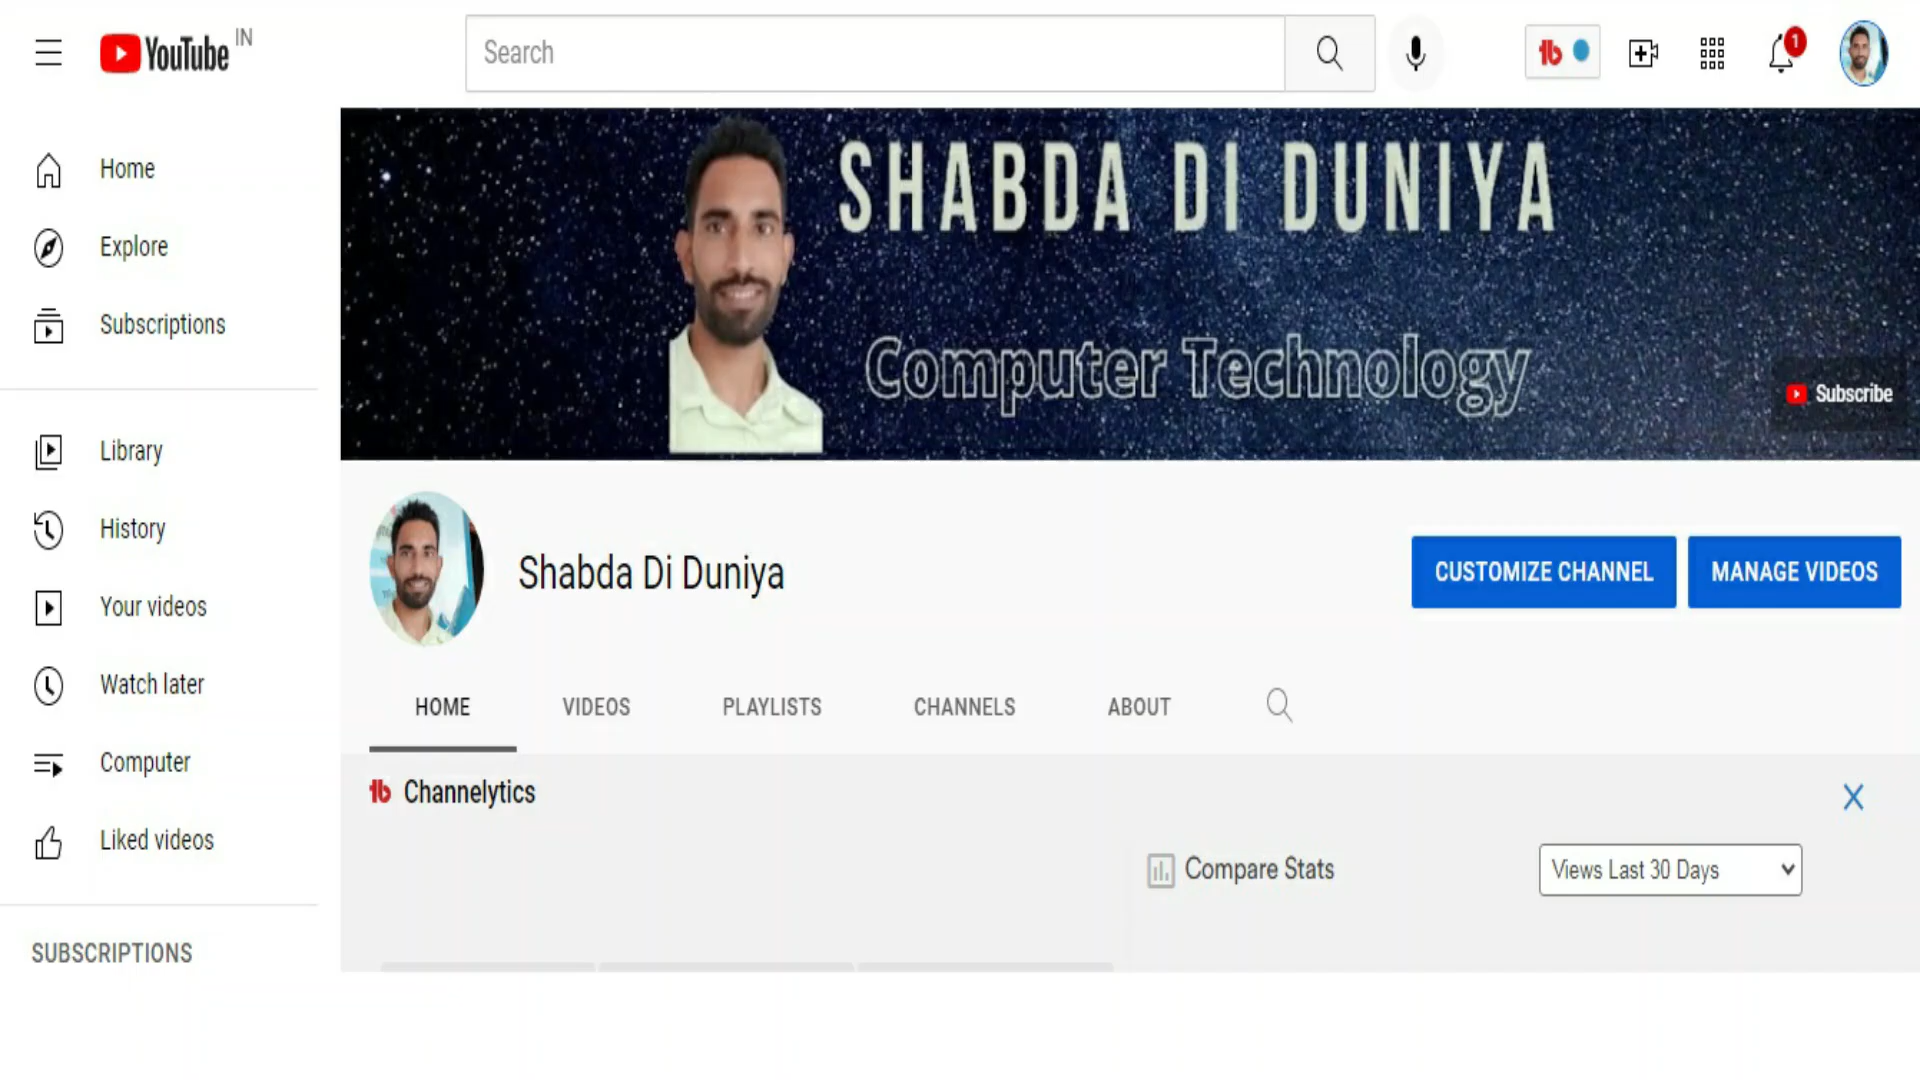 YouTube IN
Search
1
Home
Explore
Subscriptions
Library
History
Your videos
Watch later
Computer
Liked videos
SUBSCRIPTIONS
SHABDA DI DUNIYA
Computer Technology
Subscribe
Shabda Di Duniya
CUSTOMIZE CHANNEL
MANAGE VIDEOS
HOME VIDEOS PLAYLISTS CHANNELS ABOUT
Channelytics
Compare Stats
Views Last 30 Days